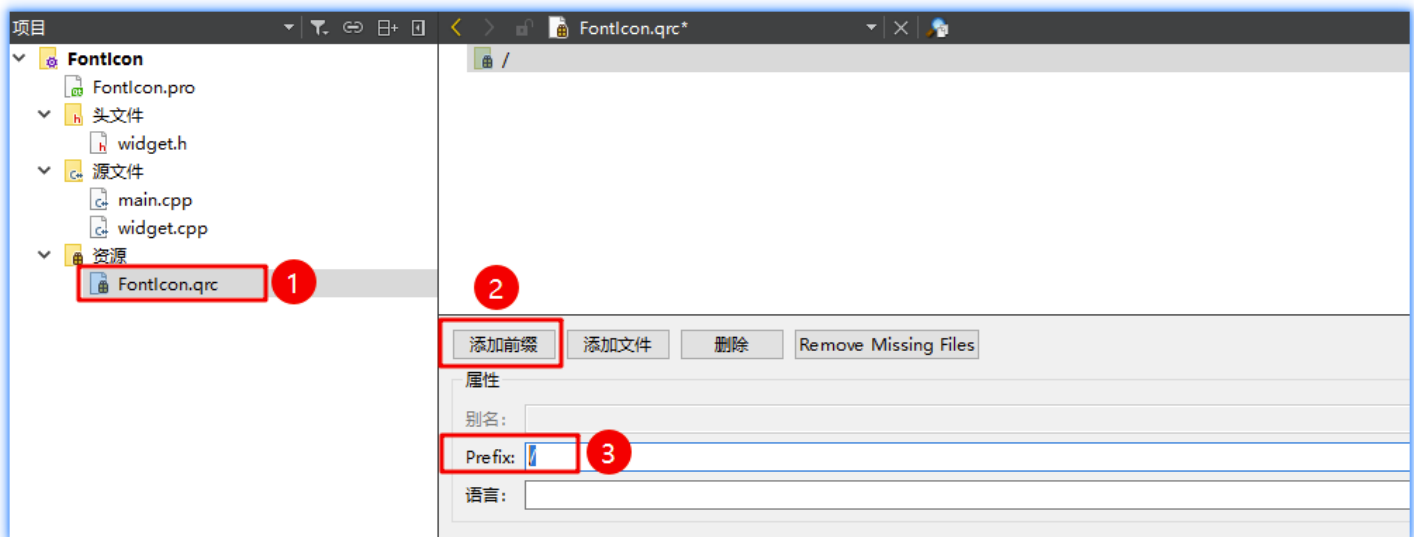 项目
FontIcon.qrc*
FontIcon
FontIcon.pro
头文件
widget.h
源文件
main.cpp
widget.cpp
资源
FontIcon.qrc
1
/
2
添加前缀 添加文件 删除 Remove Missing Files
属性
别名:
Prefix: /
3
语言: